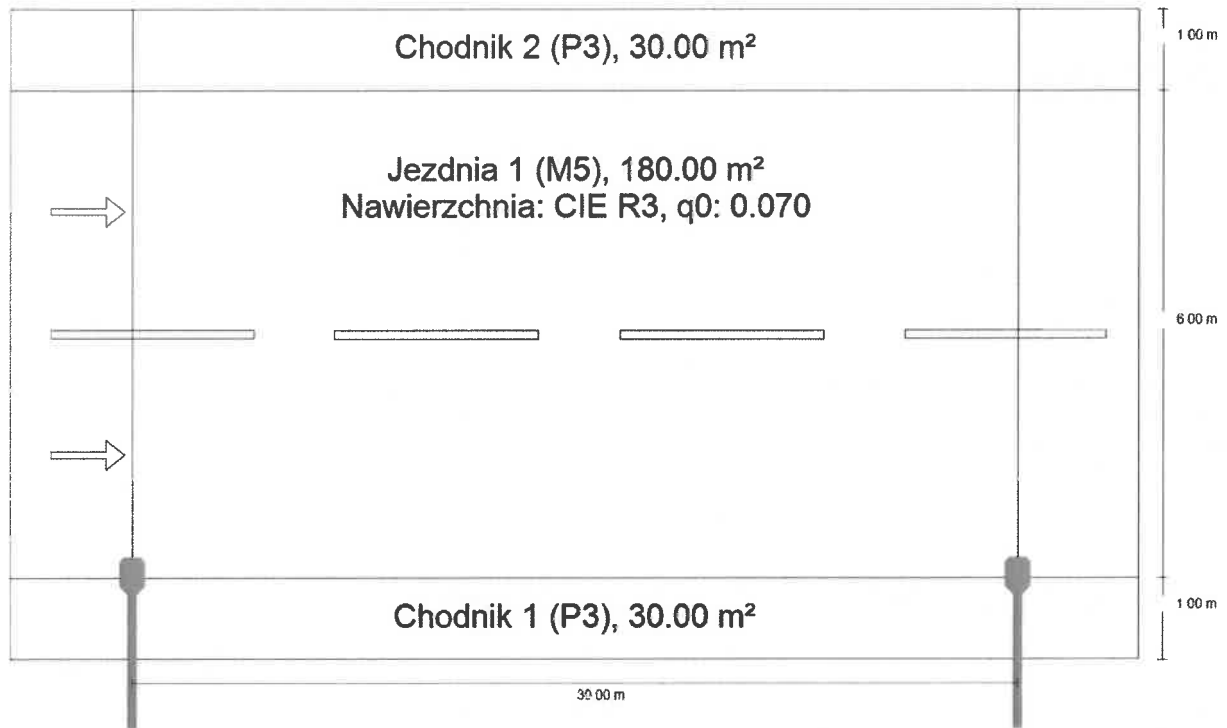 Chodnik 2 (P3), 30.00 m²
1.00 m
Jezdnia 1 (M5), 180.00 m²
Nawierzchnia: CIE R3, q0: 0.070
6.00 m
Chodnik 1 (P3), 30.00 m²
1.00 m
30.00 m